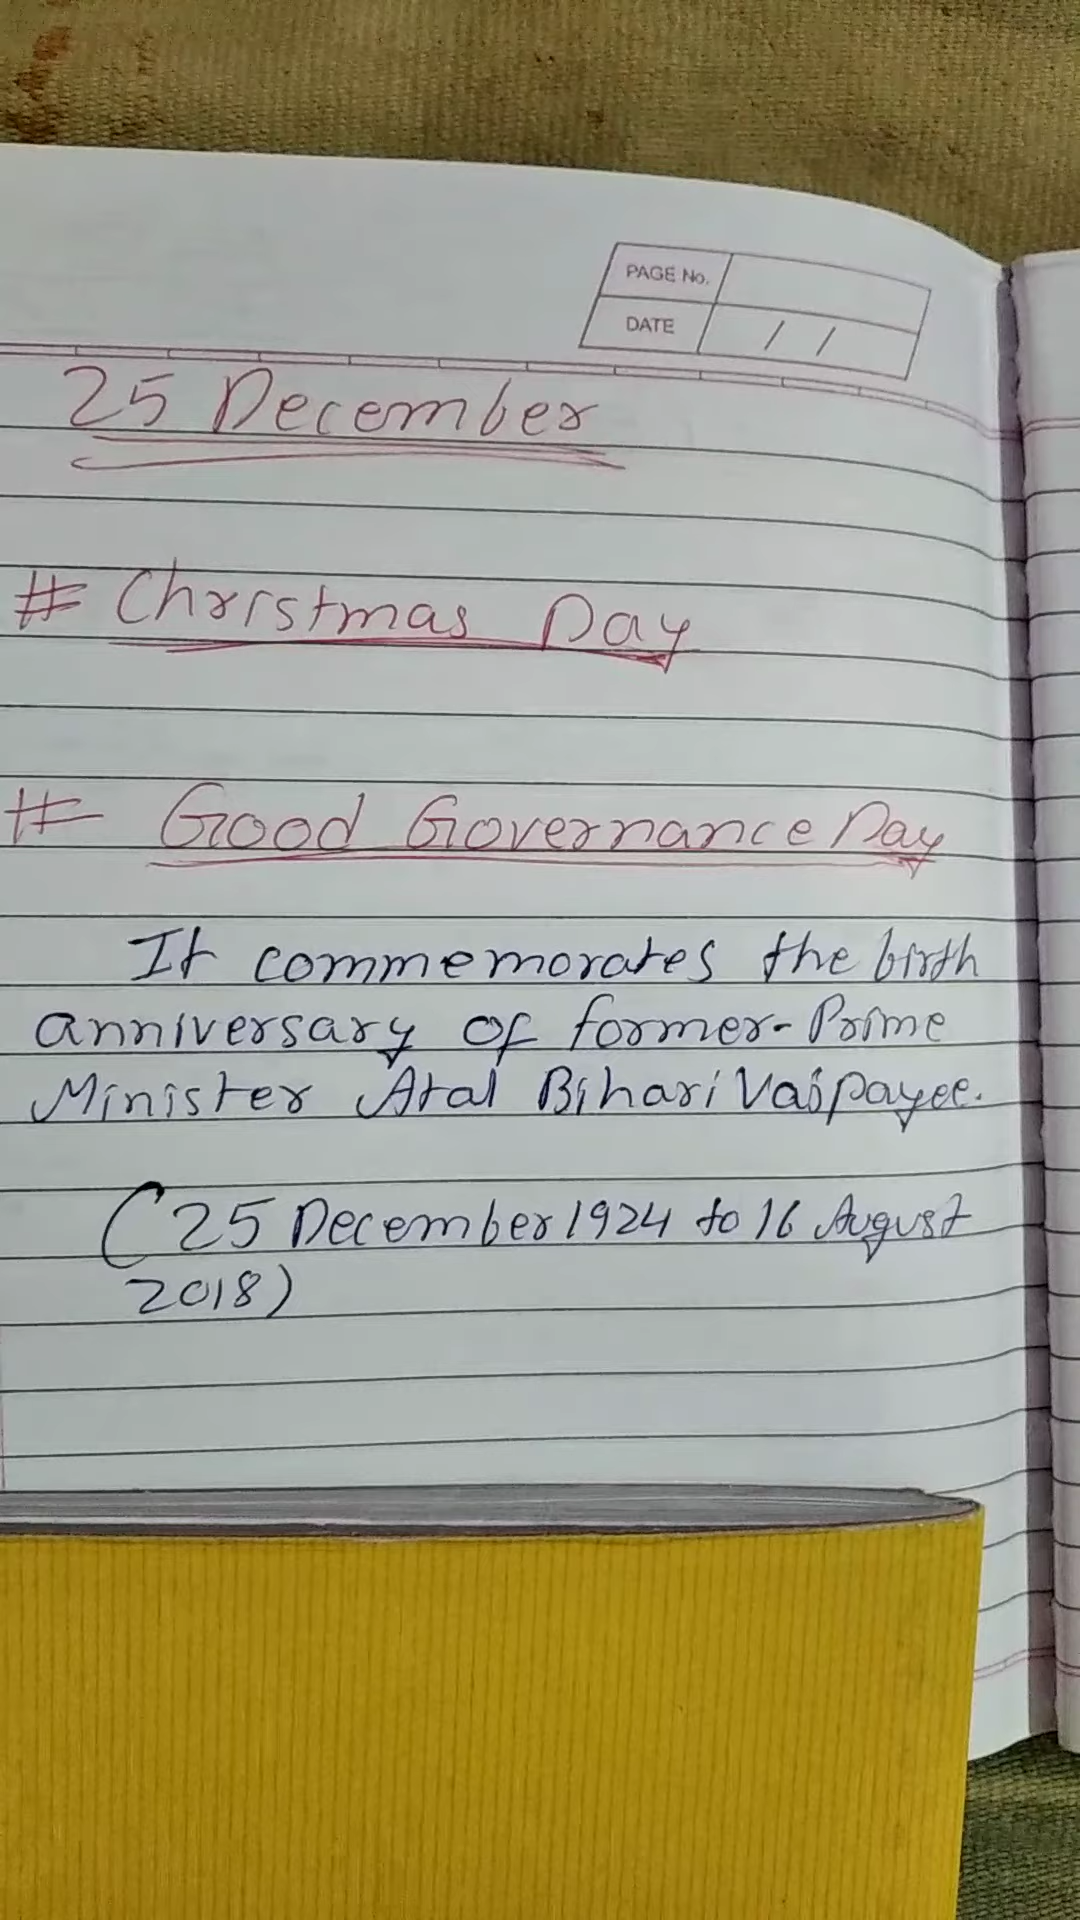 PAGE No.
DATE / /
25 December
# Christmas Day
# Good Governance Day
It commemorates the birth
anniversary of former-Prime
Minister Atal Bihari Vajpayee.
(25 December 1924 to 16 August
2018)